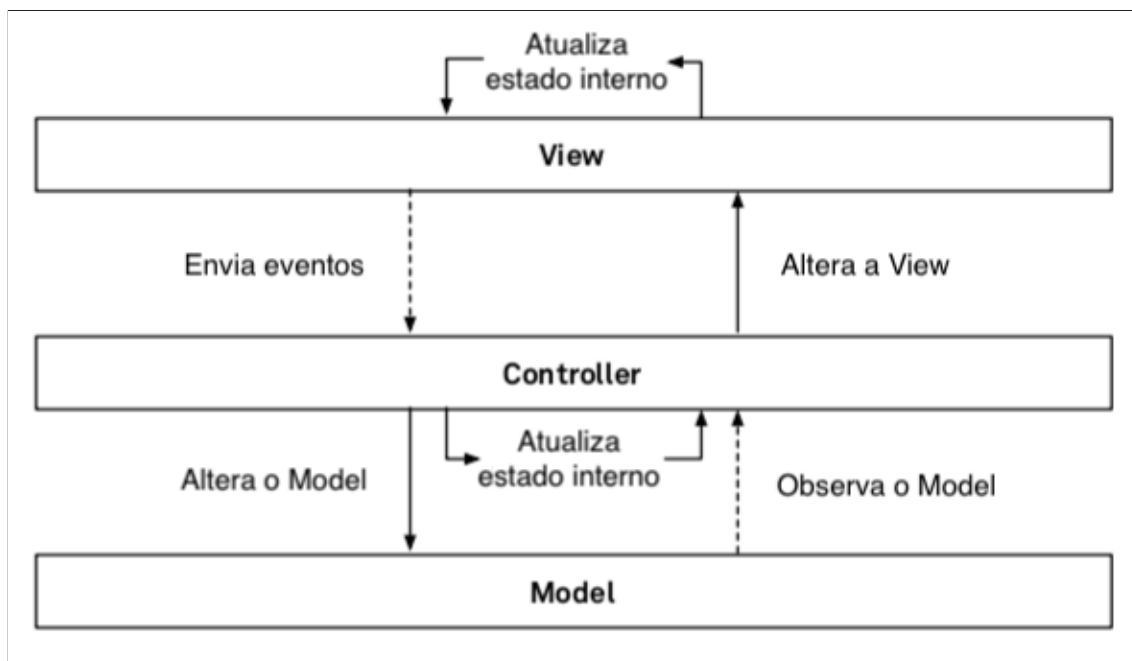 Atualiza
estado interno
View
Envia eventos
Altera a View
Controller
Atualiza
estado interno
Altera o Model
Observa o Model
Model